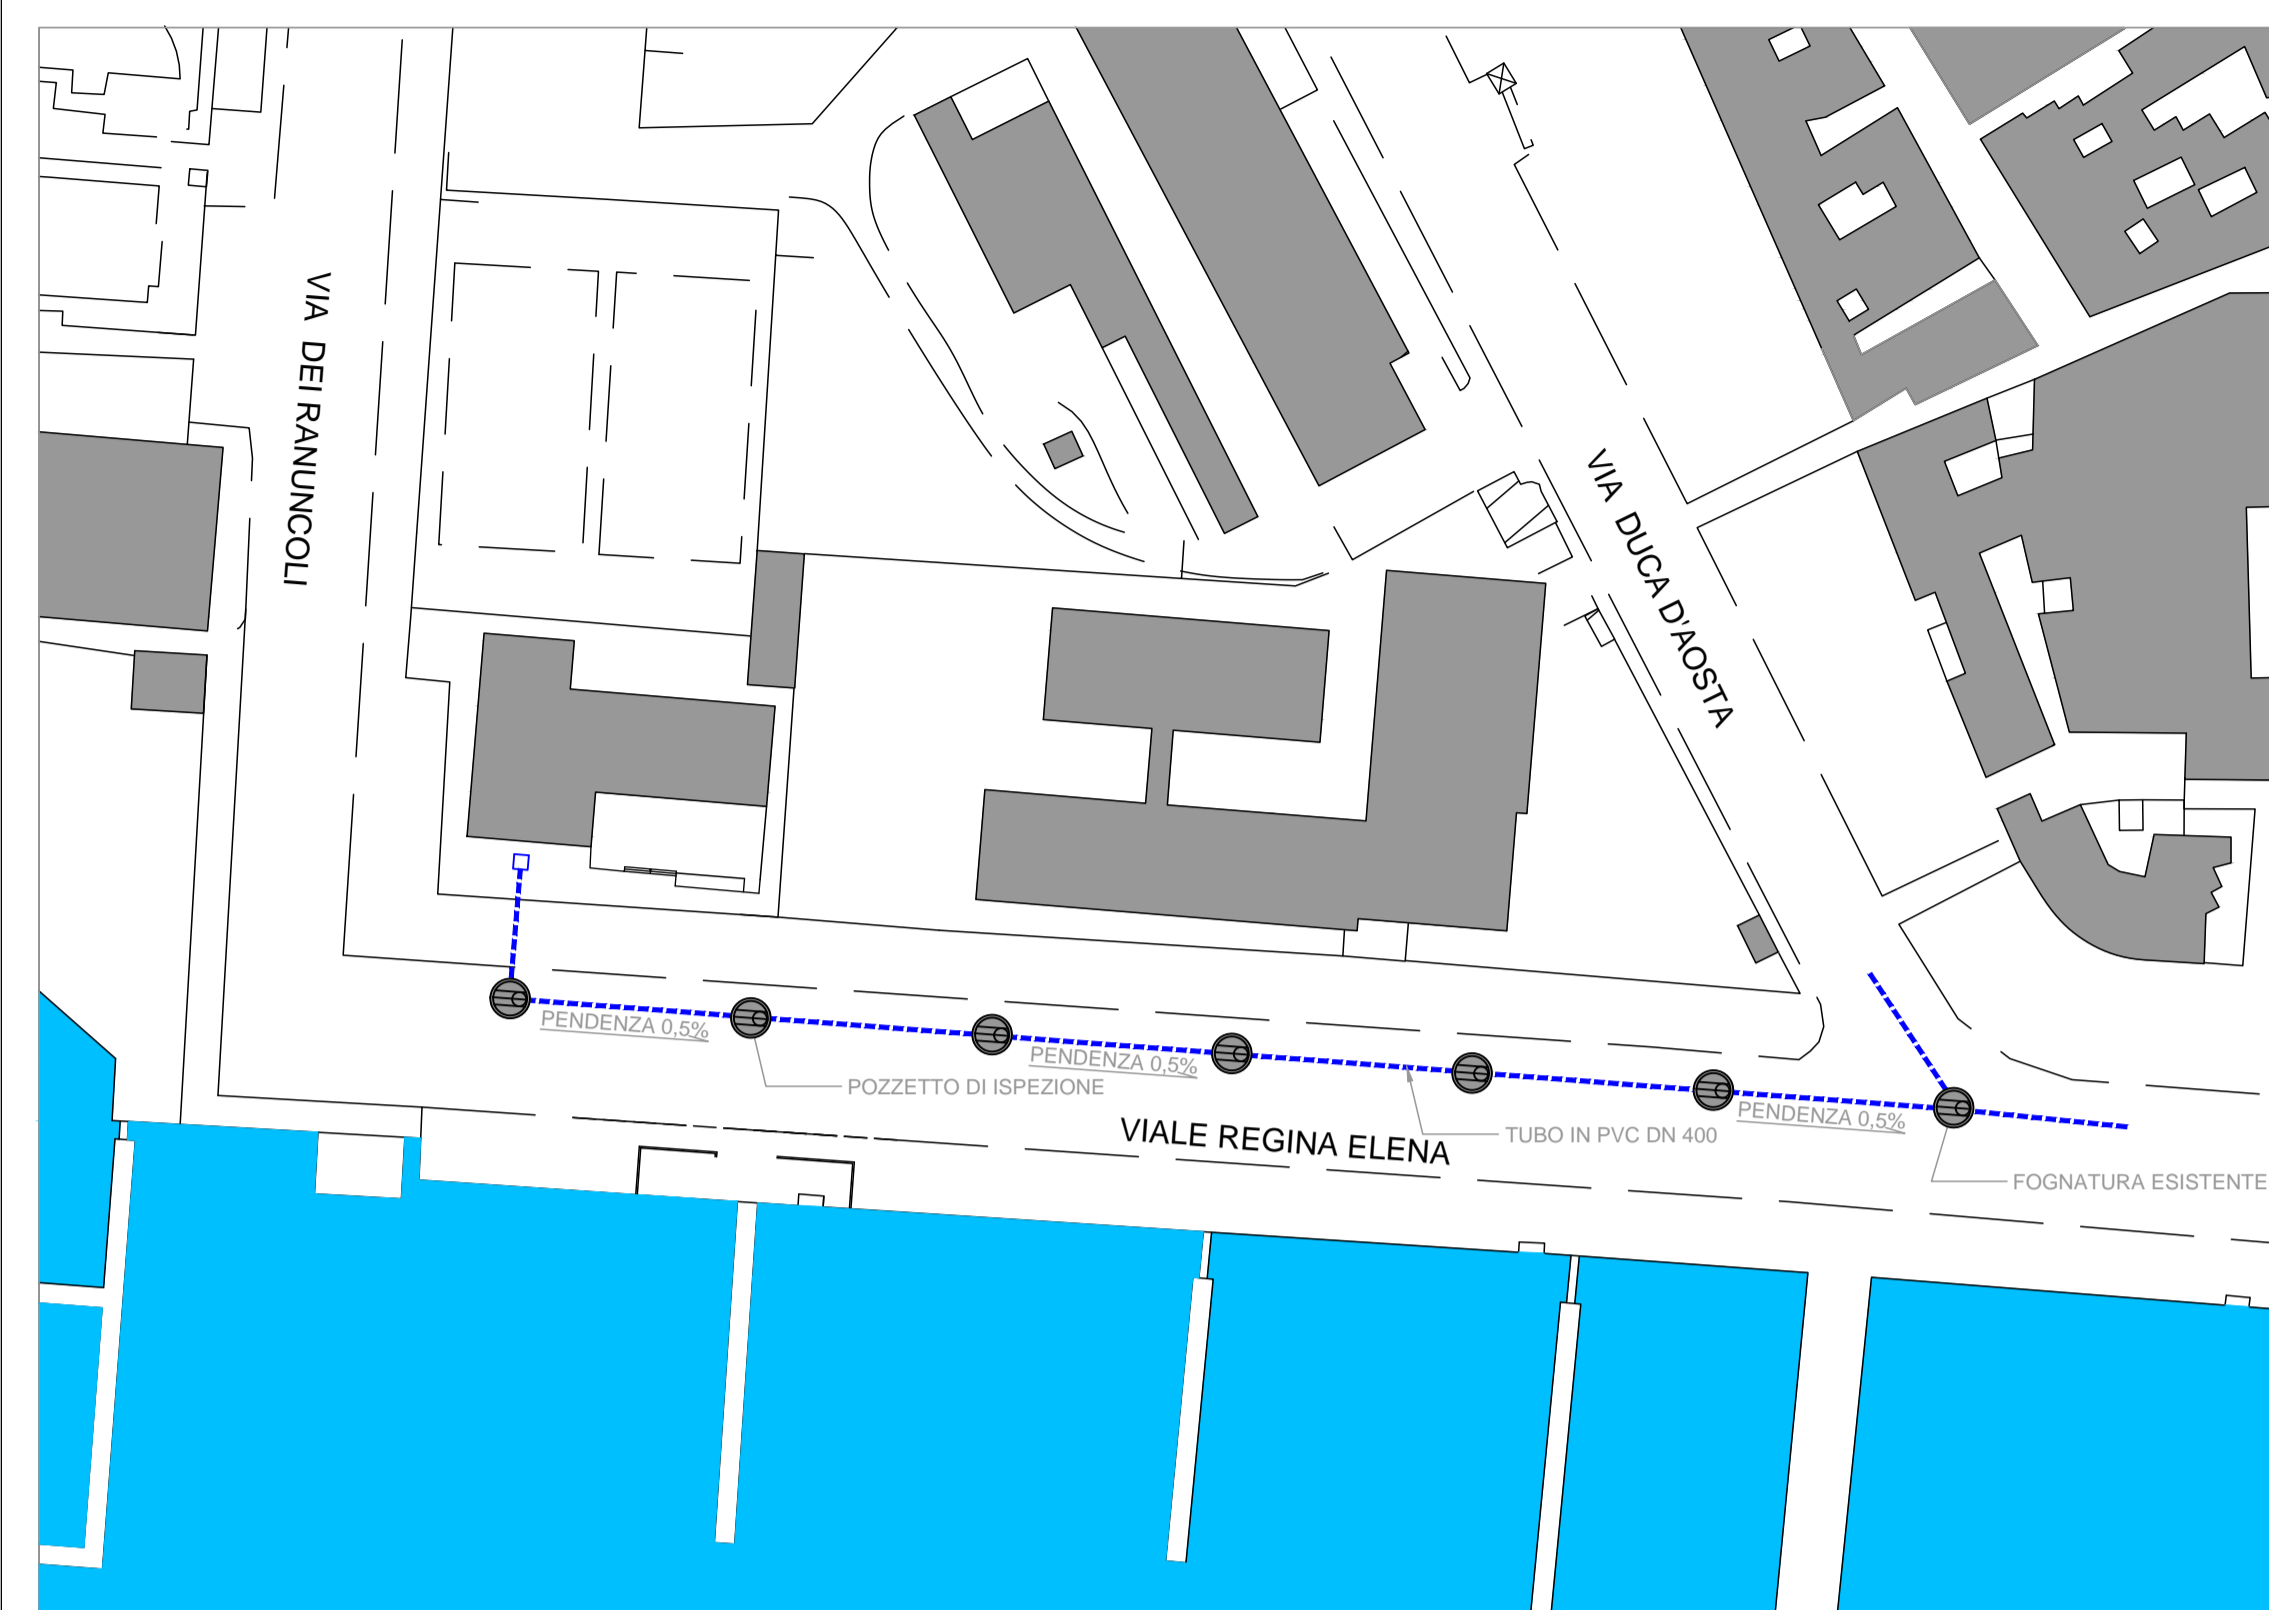 VIA DEI RANUNCOLI
VIA DUCA D'AOSTA
PENDENZA 0,5%
PENDENZA 0,5%
PENDENZA 0,5%
POZZETTO DI ISPEZIONE
VIALE REGINA ELENA
TUBO IN PVC DN 400
FOGNATURA ESISTENTE